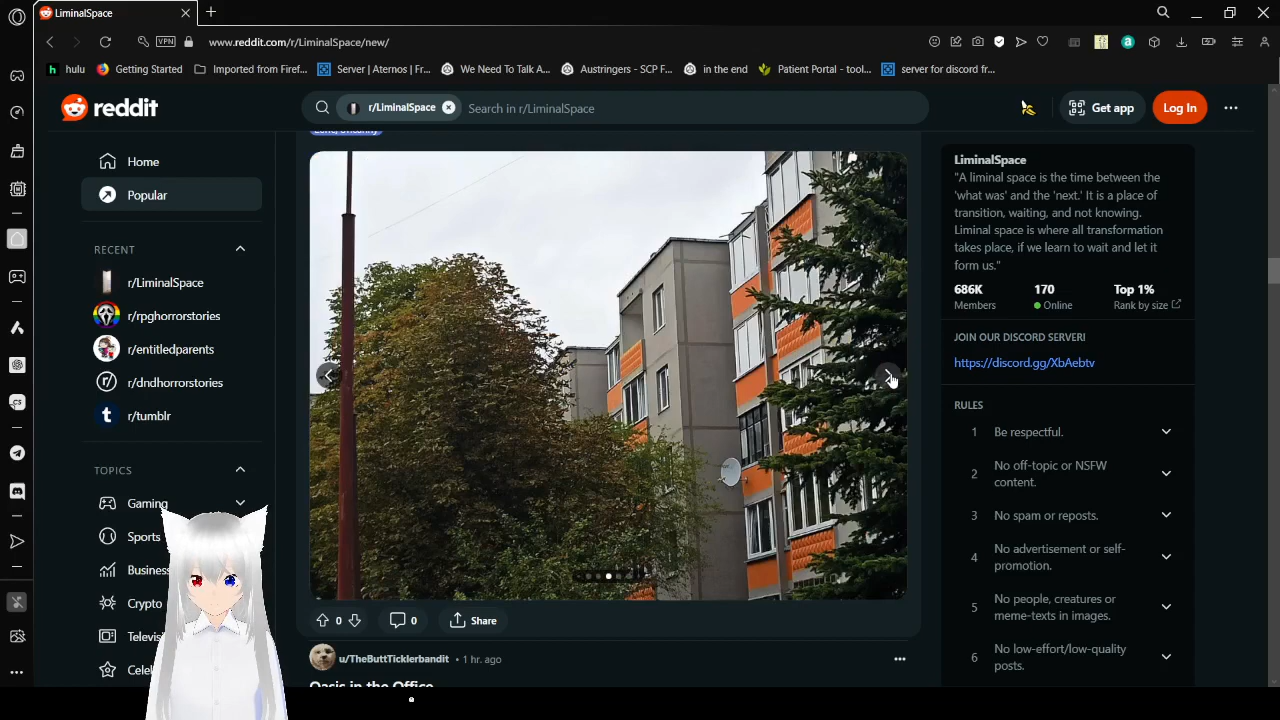 LiminalSpace
VPN
www.reddit.com/r/LiminalSpace/new/
hulu
Getting Started
Imported from Firef...
Server | Aternos | Fr...
We Need To Talk A...
Austringers - SCP F...
in the end
Patient Portal - tool...
server for discord fr...
reddit
r/LiminalSpace
Search in r/LiminalSpace
Get app
Log In
Home
Popular
RECENT
r/LiminalSpace
r/rpghorrorstories
r/entitledparents
r/dndhorrorstories
r/tumblr
TOPICS
Gaming
Sports
Business
Crypto
Televisi
Celeb
0
0
Share
u/TheButtTicklerbandit • 1 hr. ago
Oasis in the Office
LiminalSpace
"A liminal space is the time between the
'what was' and the 'next.' It is a place of
transition, waiting, and not knowing.
Liminal space is where all transformation
takes place, if we learn to wait and let it
form us."
686K 170 Top 1%
Members Online Rank by size
JOIN OUR DISCORD SERVER!
https://discord.gg/XbAebtv
RULES
1 Be respectful.
2 No off-topic or NSFW
content.
3 No spam or reposts.
4 No advertisement or self-
promotion.
5 No people, creatures or
meme-texts in images.
6 No low-effort/low-quality
posts.